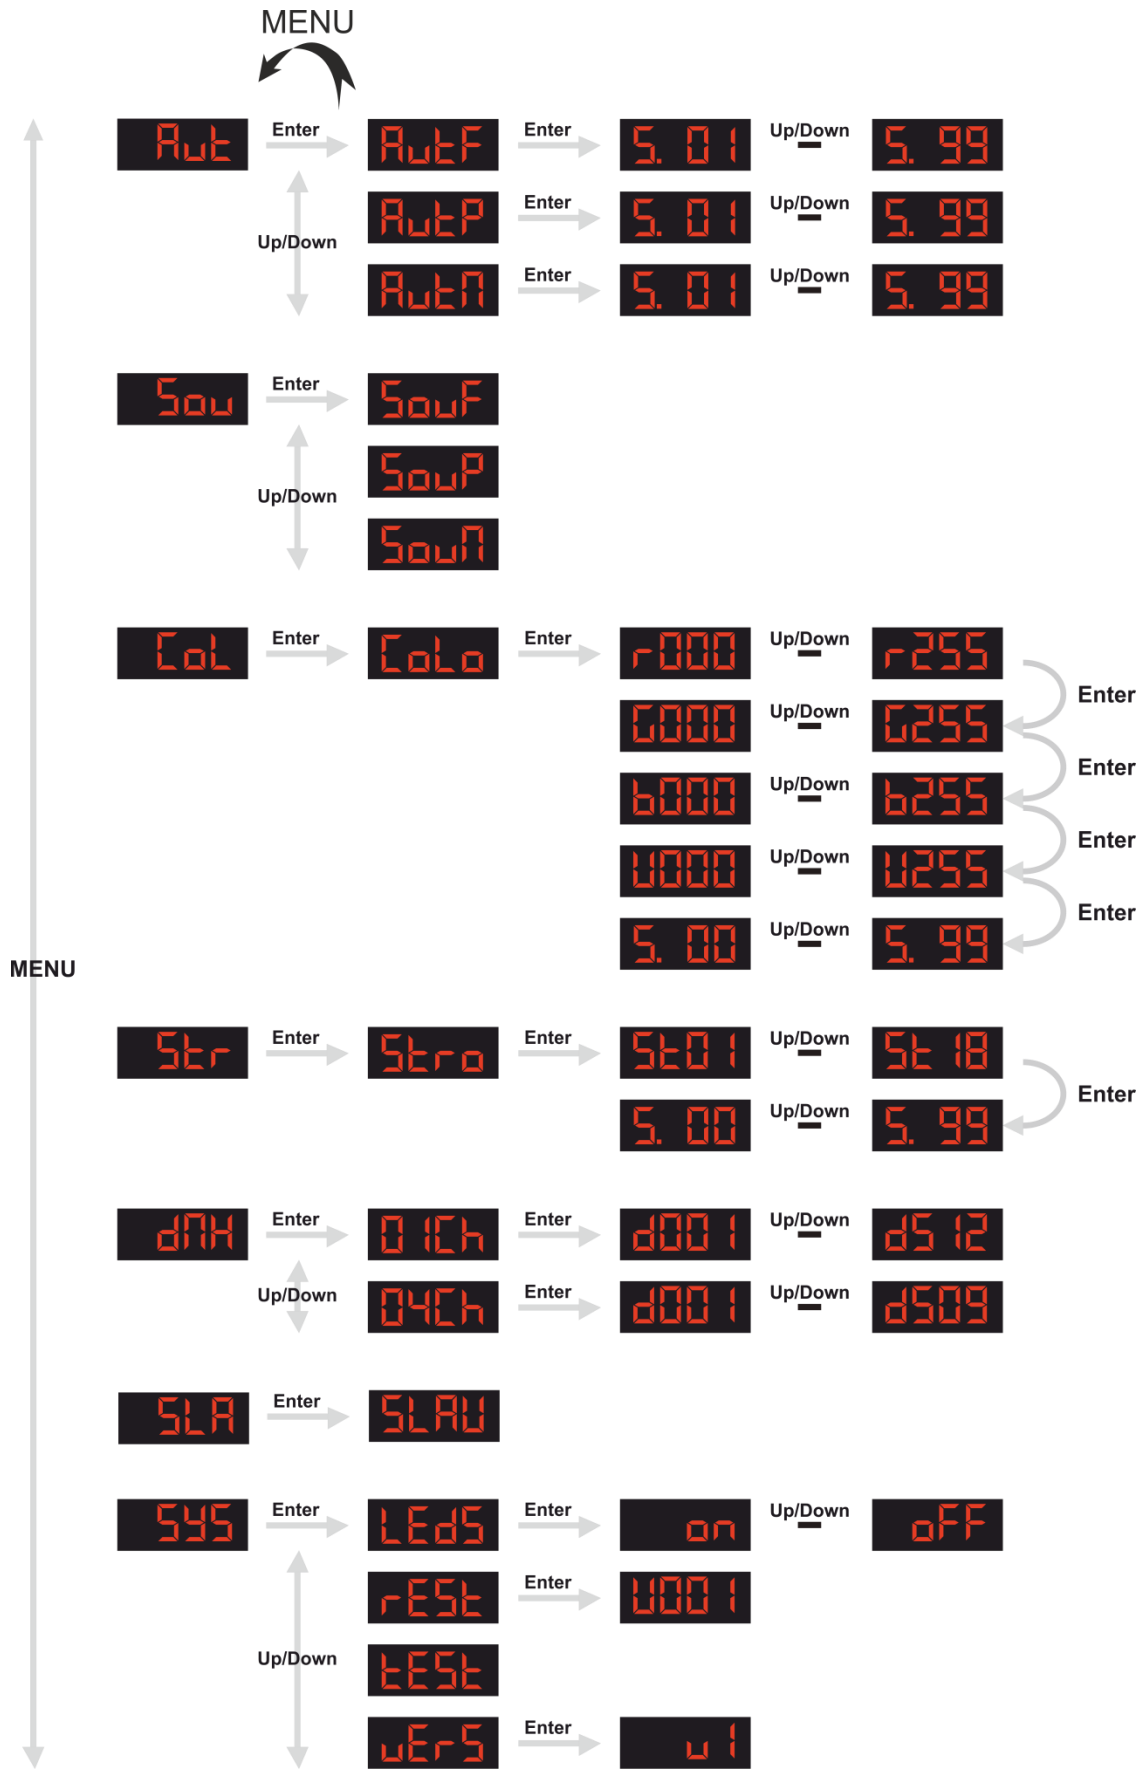 MENU
Aut Enter AutF Enter S. 01 Up/Down S. 99
AutP Enter S. 01 Up/Down S. 99
Up/Down
AutM Enter S. 01 Up/Down S. 99
Sou Enter SouF
SouP
Up/Down
SouM
CoL Enter CoLo Enter r000 Up/Down r255
Enter
G000 Up/Down G255
Enter
b000 Up/Down b255
Enter
U000 Up/Down U255
Enter
S. 00 Up/Down S. 99
MENU
Str Enter Stro Enter St01 Up/Down St18
Enter
S. 00 Up/Down S. 99
dMH Enter 01Ch Enter d001 Up/Down d512
Up/Down
04Ch Enter d001 Up/Down d509
SLA Enter SLAU
SYS Enter LEdS Enter on Up/Down oFF
rESt Enter U001
Up/Down
tESt
uErS Enter u1